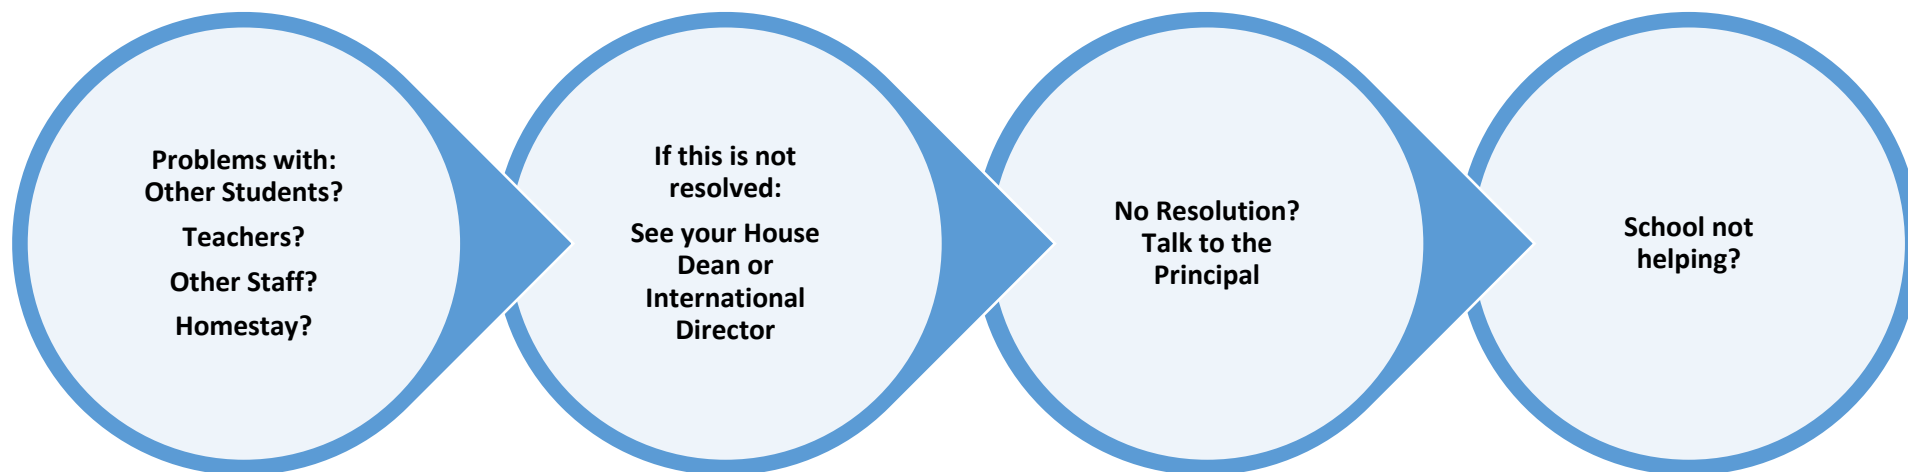 Problems with:
Other Students?
Teachers?
Other Staff?
Homestay?
If this is not
resolved:
See your House
Dean or
International
Director
No Resolution?
Talk to the
Principal
School not
helping?